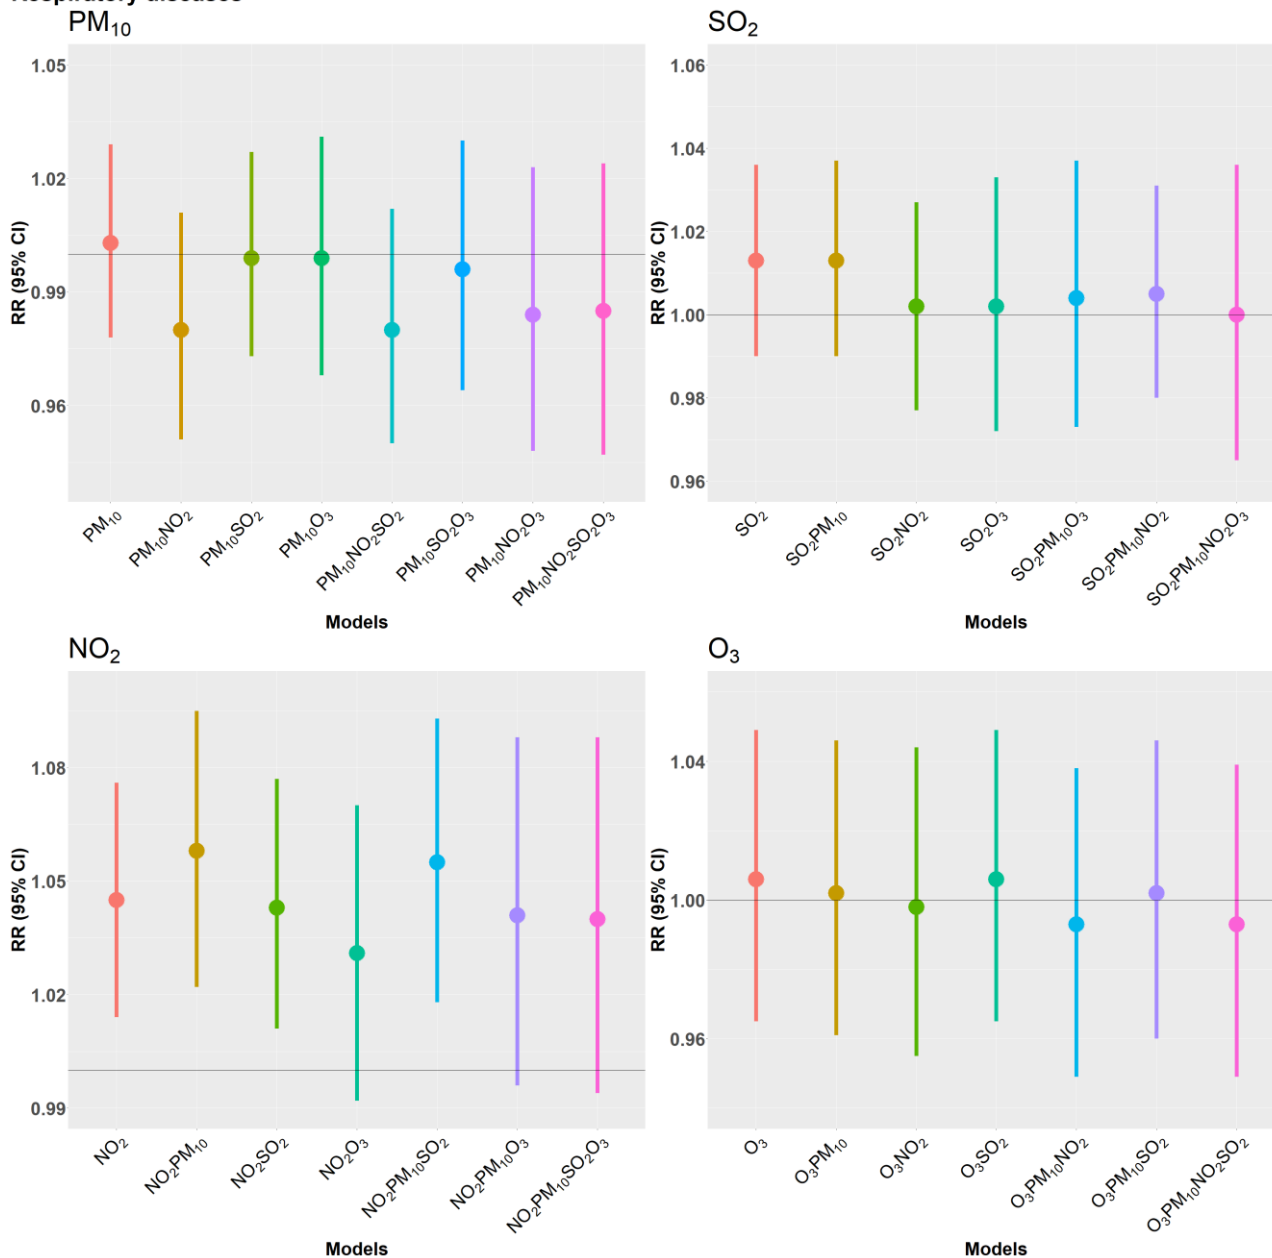 Respiratory diseases
PM₁₀
RR (95% CI)
1.05
1.02
0.99
0.96
PM₁₀
PM₁₀NO₂
PM₁₀SO₂
PM₁₀O₃
PM₁₀NO₂SO₂
PM₁₀SO₂O₃
PM₁₀NO₂O₃
PM₁₀NO₂SO₂O₃
Models
SO₂
RR (95% CI)
1.06
1.04
1.02
1.00
0.98
0.96
SO₂
SO₂PM₁₀
SO₂NO₂
SO₂O₃
SO₂PM₁₀O₃
SO₂PM₁₀NO₂
SO₂PM₁₀NO₂O₃
Models
NO₂
RR (95% CI)
1.08
1.05
1.02
0.99
NO₂
NO₂PM₁₀
NO₂SO₂
NO₂O₃
NO₂PM₁₀SO₂
NO₂PM₁₀O₃
NO₂PM₁₀SO₂O₃
Models
O₃
RR (95% CI)
1.04
1.00
0.96
O₃
O₃PM₁₀
O₃NO₂
O₃SO₂
O₃PM₁₀NO₂
O₃PM₁₀SO₂
O₃PM₁₀NO₂SO₂
Models